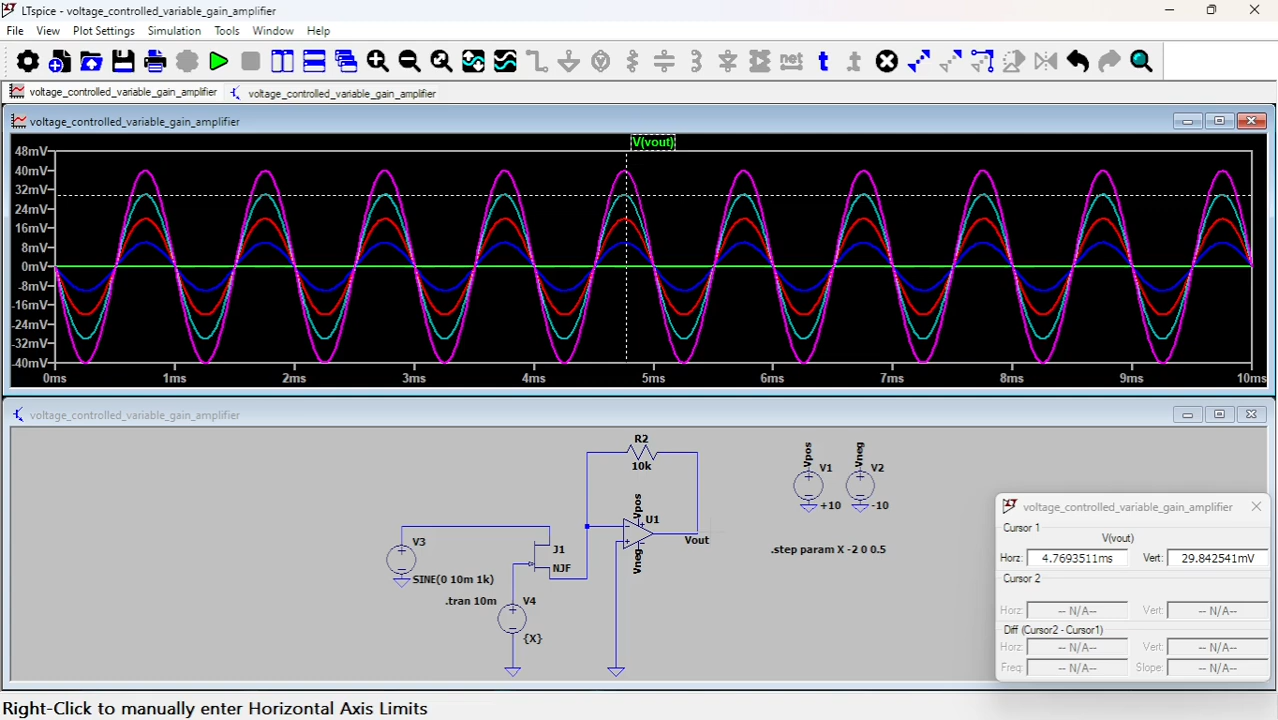 LTspice - voltage_controlled_variable_gain_amplifier
File View Plot Settings Simulation Tools Window Help
net t
voltage_controlled_variable_gain_amplifier voltage_controlled_variable_gain_amplifier
voltage_controlled_variable_gain_amplifier
V(vout)
48mV
40mV
32mV
24mV
16mV
8mV
0mV
-8mV
-16mV
-24mV
-32mV
-40mV
0ms 1ms 2ms 3ms 4ms 5ms 6ms 7ms 8ms 9ms 10ms
voltage_controlled_variable_gain_amplifier
R2
10k
Vpos
U1
Vneg
Vout
V3
SINE(0 10m 1k)
.tran 10m
J1
NJF
V4
{X}
Vpos
V1
+10
Vneg
V2
-10
.step param X -2 0 0.5
voltage_controlled_variable_gain_amplifier
Cursor 1
V(vout)
Horz: 4.7693511ms Vert: 29.842541mV
Cursor 2
Horz: -- N/A-- Vert: -- N/A--
Diff (Cursor2 - Cursor1)
Horz: -- N/A-- Vert: -- N/A--
Freq: -- N/A-- Slope: -- N/A--
Right-Click to manually enter Horizontal Axis Limits